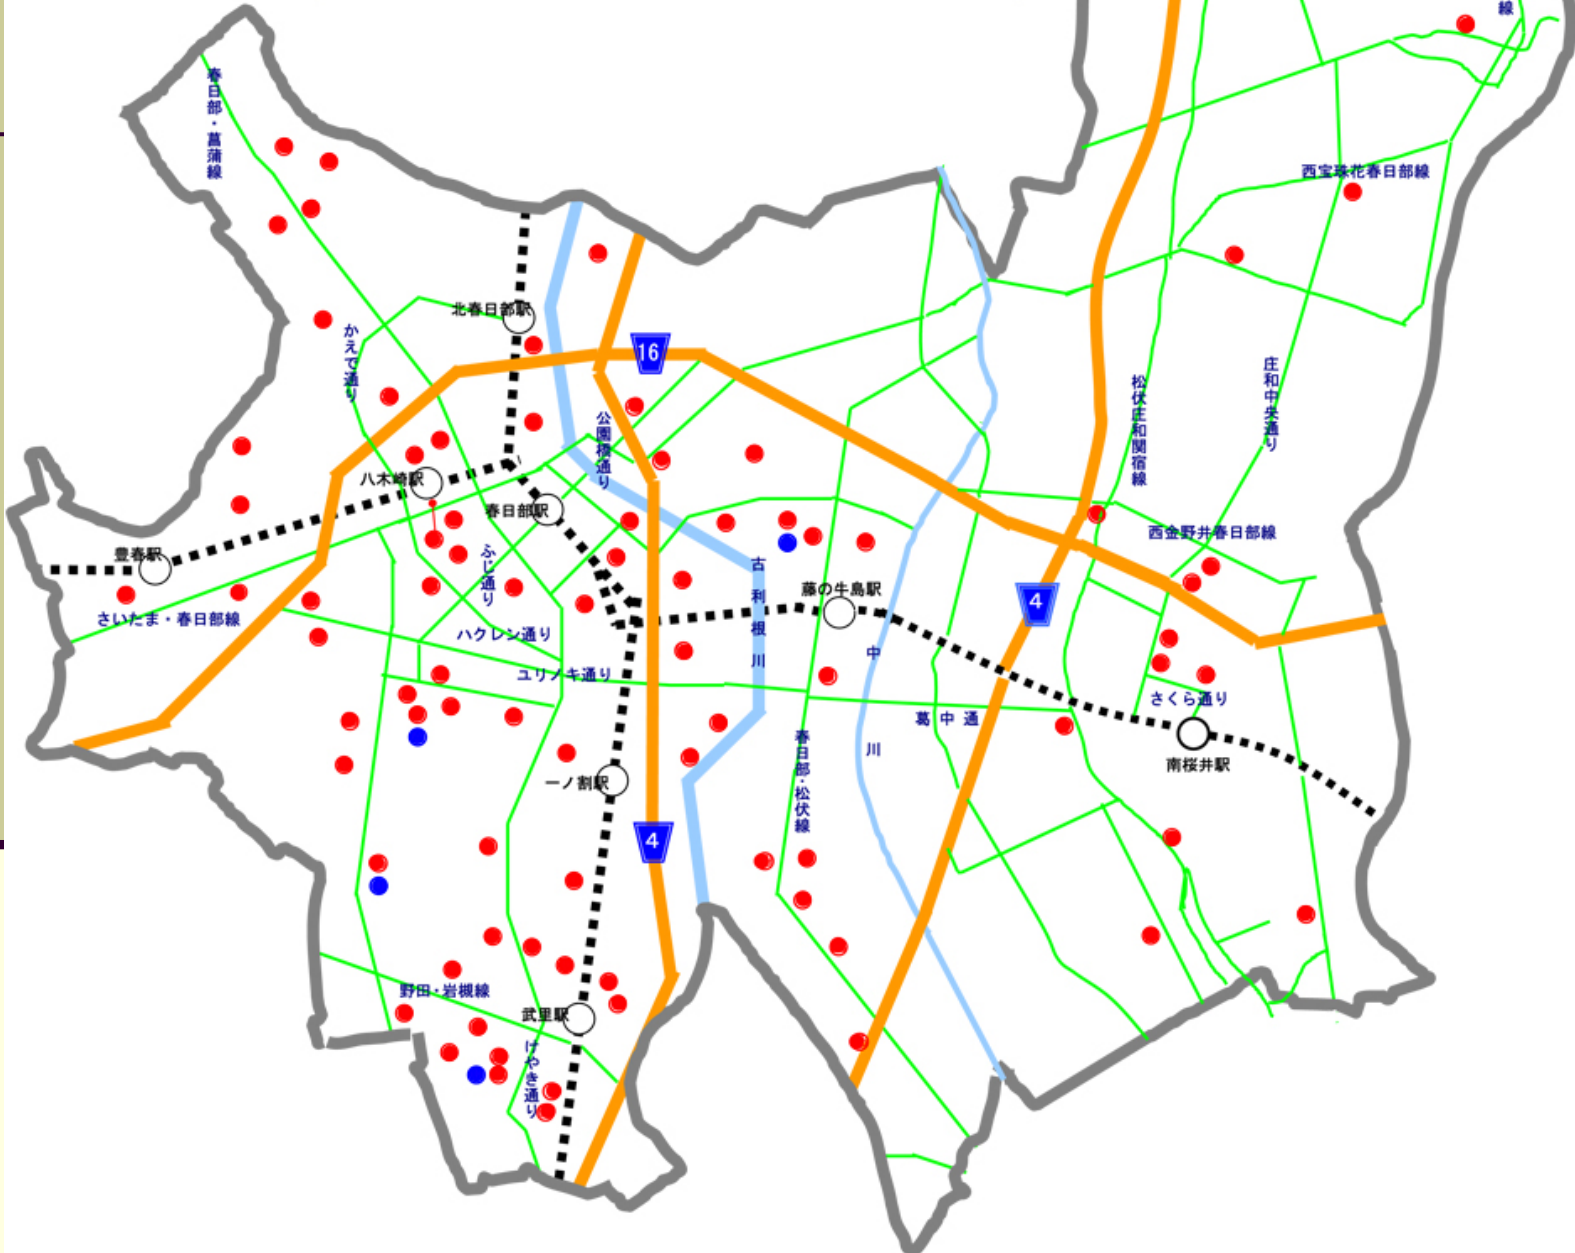 線
春日部・菖蒲線
西宝珠花春日部線
北春日部駅
かえで通り
16
公園橋通り
松伏庄和関宿線
庄和中央通り
八木崎駅
春日部駅
西金野井春日部線
豊春駅
ふじ通り
古利根川
藤の牛島駅
4
さいたま・春日部線
ハクレン通り
ユリノキ通り
中川
さくら通り
葛中通
南桜井駅
春日部・松伏線
一ノ割駅
4
野田・岩槻線
武里駅
けやき通り